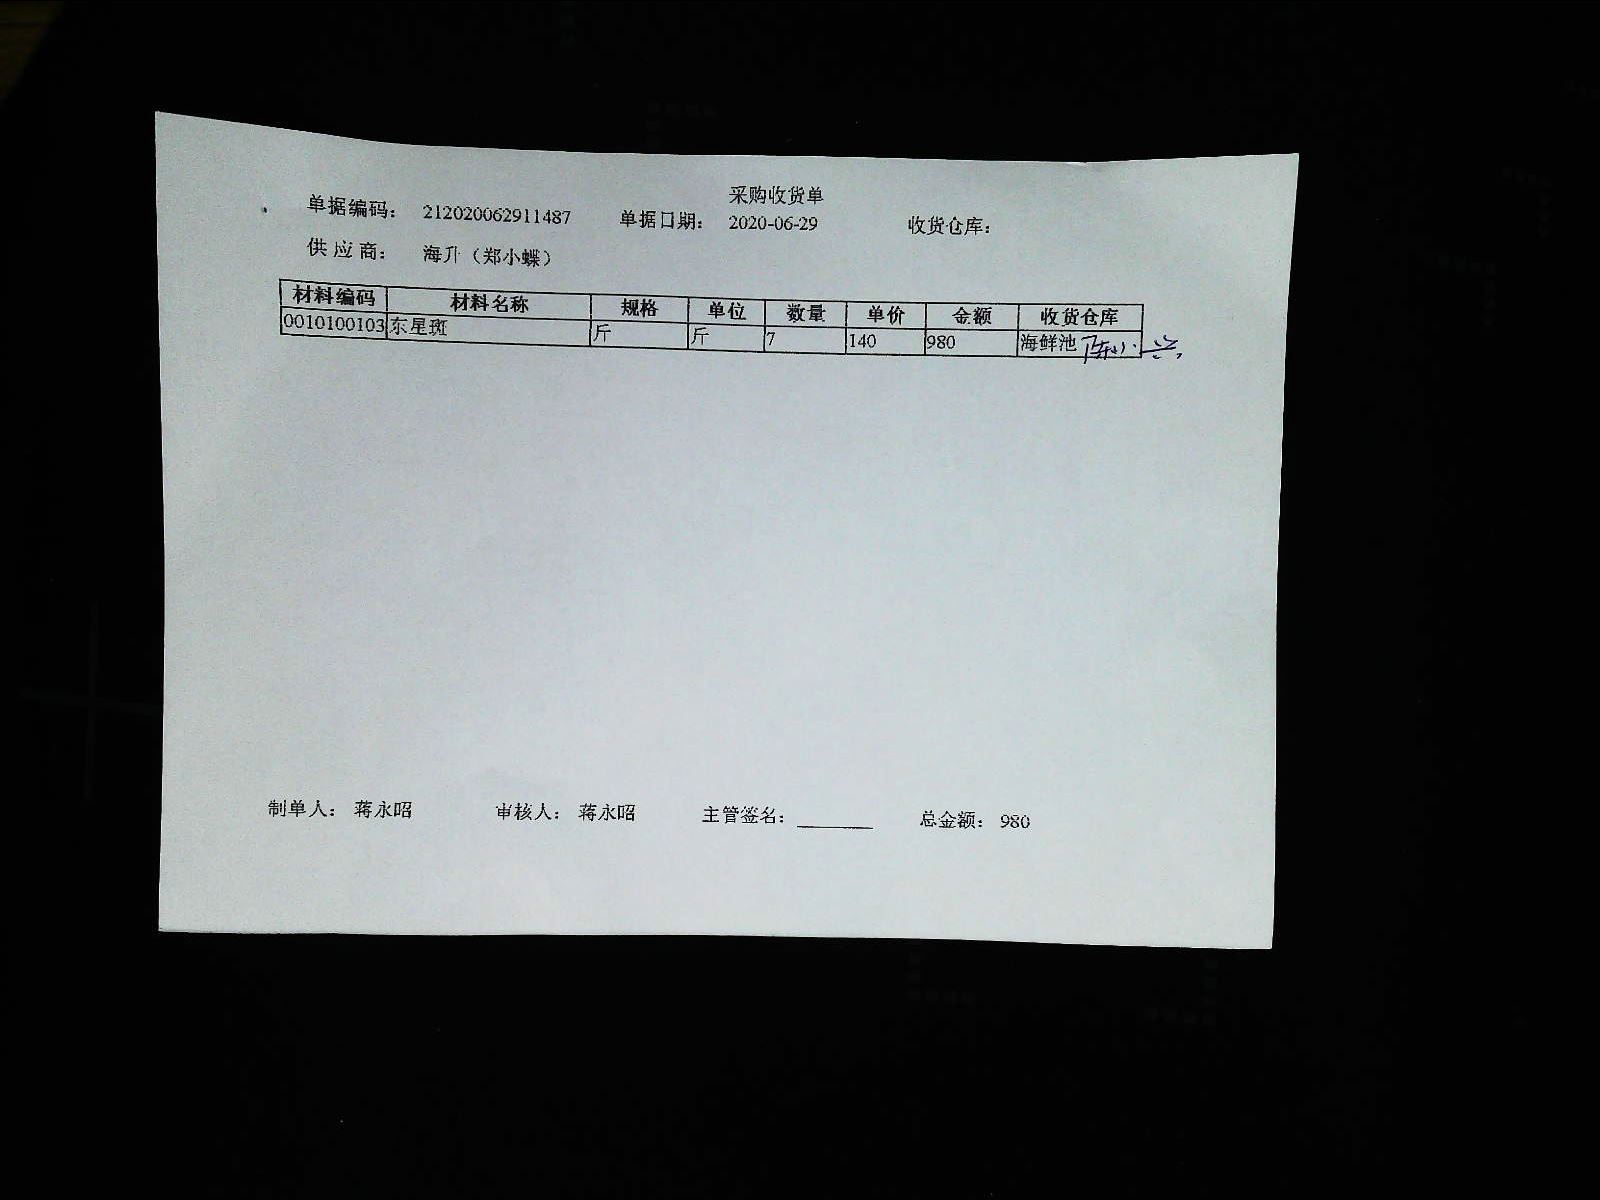 采购收货单
单据编码： 212020062911487 单据日期： 2020-06-29 收货仓库：
供 应 商： 海升（郑小蝶）
材料编码 材料名称 规格 单位 数量 单价 金额 收货仓库
0010100103 东星斑 斤 斤 7 140 980 海鲜池
制单人： 蒋永昭 审核人： 蒋永昭 主管签名： 总金额： 980